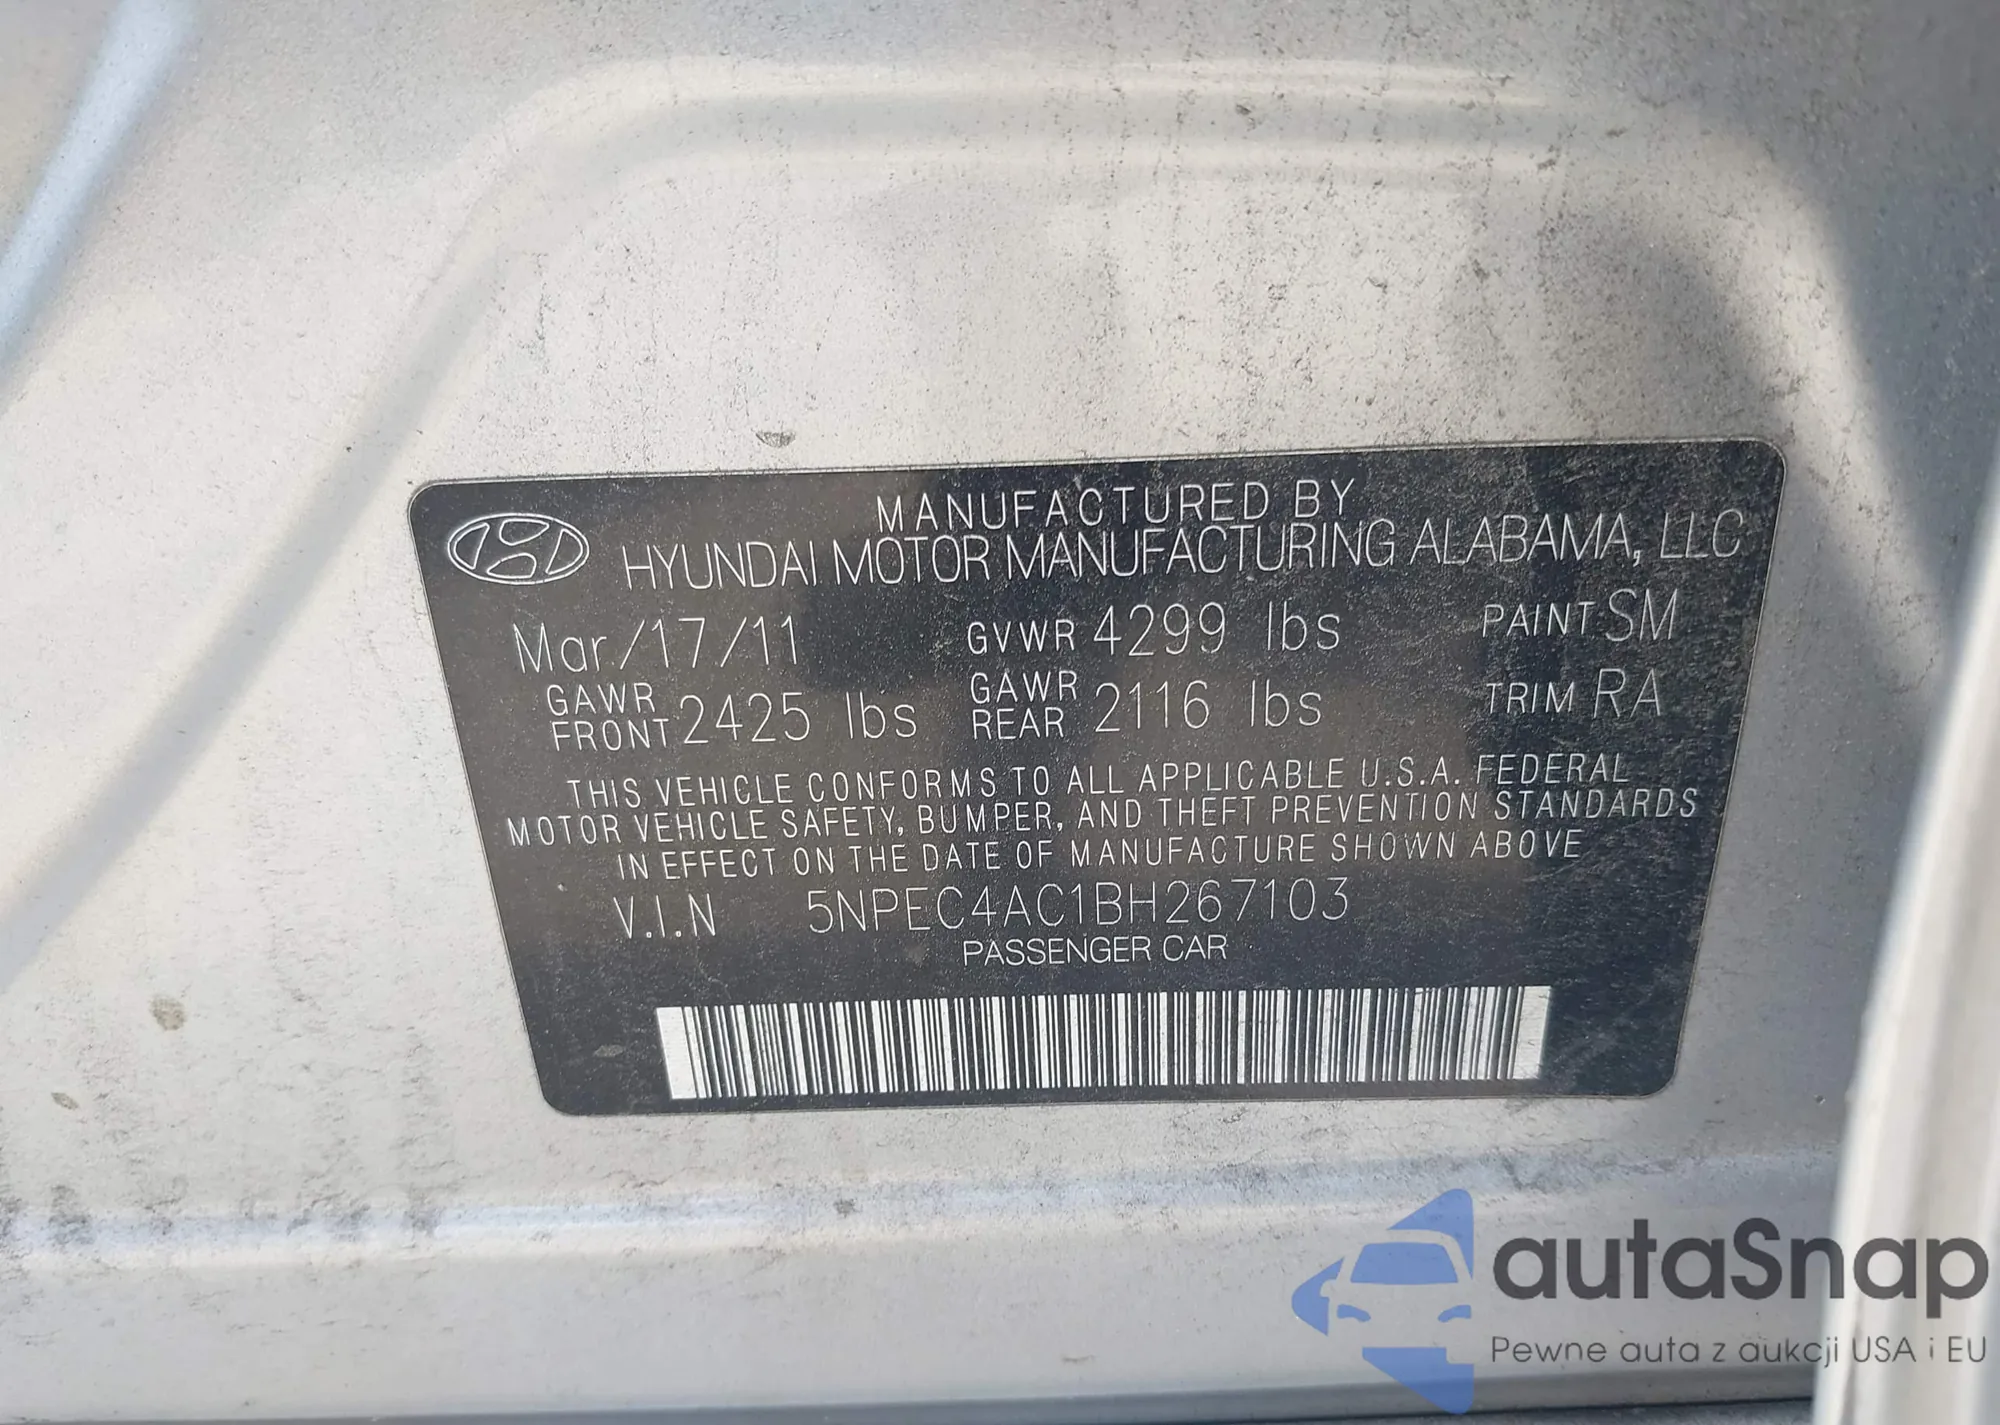 MANUFACTURED BY
HYUNDAI MOTOR MANUFACTURING ALABAMA, LLC
Mar./17/11 GVWR 4299 lbs PAINT SM
GAWR FRONT 2425 lbs GAWR REAR 2116 lbs TRIM RA
THIS VEHICLE CONFORMS TO ALL APPLICABLE U.S.A. FEDERAL
MOTOR VEHICLE SAFETY, BUMPER, AND THEFT PREVENTION STANDARDS
IN EFFECT ON THE DATE OF MANUFACTURE SHOWN ABOVE
V.I.N 5NPEC4AC1BH267103
PASSENGER CAR
autaSnap
Pewne auta z aukcji USA i EU